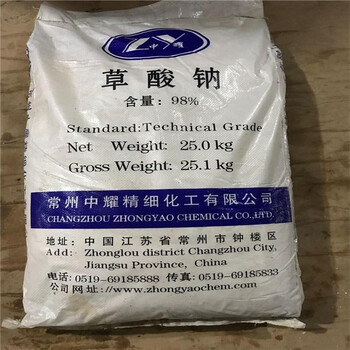 ZY
中耀
草酸钠
含量: 98%
Standard:Technical Grade
Net Weight: 25.0 kg
Gross Weight: 25.1 kg
常州中耀精细化工有限公司
CHANGZHOU ZHONGYAO CHEMICAL CO.,LTD.
地址: 中国江苏省常州市钟楼区
Add: Zhonglou district Changzhou City,
Jiangsu Province, China
电话: 0519-69185888 传真: 0519-69185833
公司网址://www.zhongyaochem.com